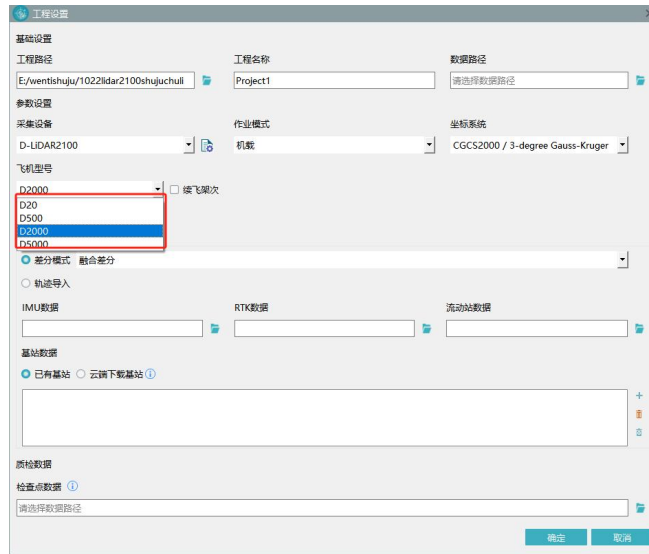 工程设置
基础设置
工程路径 工程名称 数据路径
E:/wentishuju/1022lidar2100shujuchuli Project1 请选择数据路径
参数设置
采集设备 作业模式 坐标系统
D-LiDAR2100 机载 CGCS2000 / 3-degree Gauss-Kruger
飞机型号
D2000 续飞架次
D20
D500
D2000
D5000
差分模式 融合差分
轨迹导入
IMU数据 RTK数据 流动站数据
基站数据
已有基站 云端下载基站
质检数据
检查点数据
请选择数据路径
确定 取消